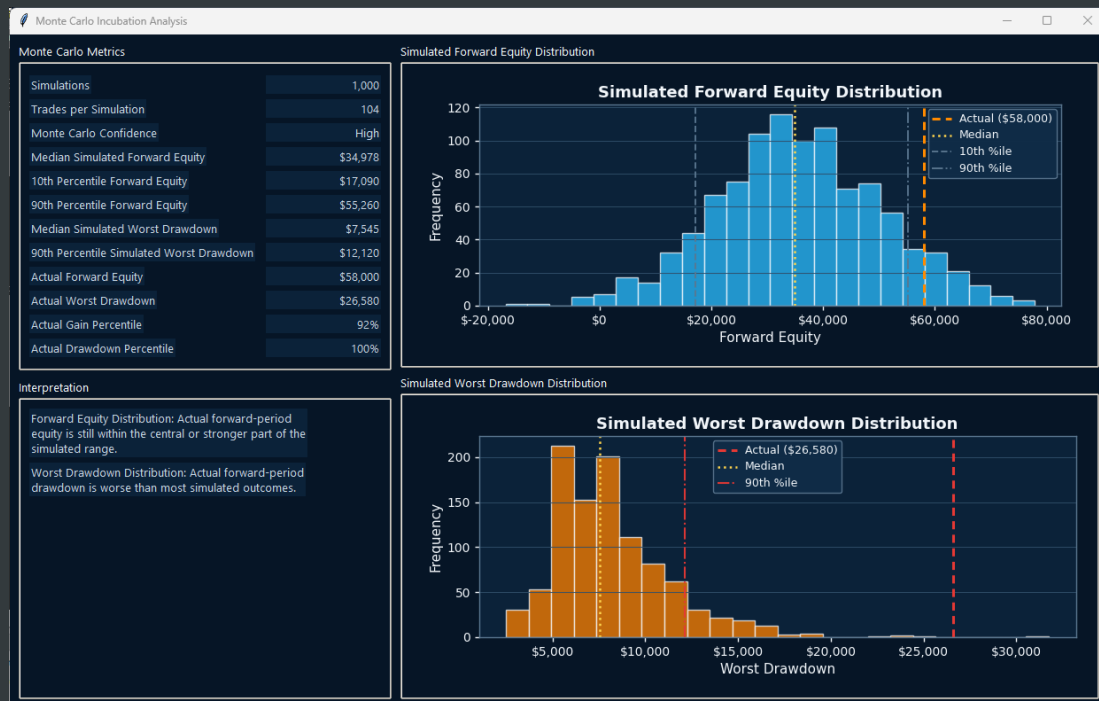 Monte Carlo Incubation Analysis
Monte Carlo Metrics
Simulations 1,000
Trades per Simulation 104
Monte Carlo Confidence High
Median Simulated Forward Equity $34,978
10th Percentile Forward Equity $17,090
90th Percentile Forward Equity $55,260
Median Simulated Worst Drawdown $7,545
90th Percentile Simulated Worst Drawdown $12,120
Actual Forward Equity $58,000
Actual Worst Drawdown $26,580
Actual Gain Percentile 92%
Actual Drawdown Percentile 100%
Interpretation
Forward Equity Distribution: Actual forward-period
equity is still within the central or stronger part of the
simulated range.
Worst Drawdown Distribution: Actual forward-period
drawdown is worse than most simulated outcomes.
Simulated Forward Equity Distribution
Simulated Forward Equity Distribution
Frequency
120
100
80
60
40
20
0
Actual ($58,000)
Median
10th %ile
90th %ile
$-20,000 $0 $20,000 $40,000 $60,000 $80,000
Forward Equity
Simulated Worst Drawdown Distribution
Simulated Worst Drawdown Distribution
Frequency
200
150
100
50
0
Actual ($26,580)
Median
90th %ile
$5,000 $10,000 $15,000 $20,000 $25,000 $30,000
Worst Drawdown